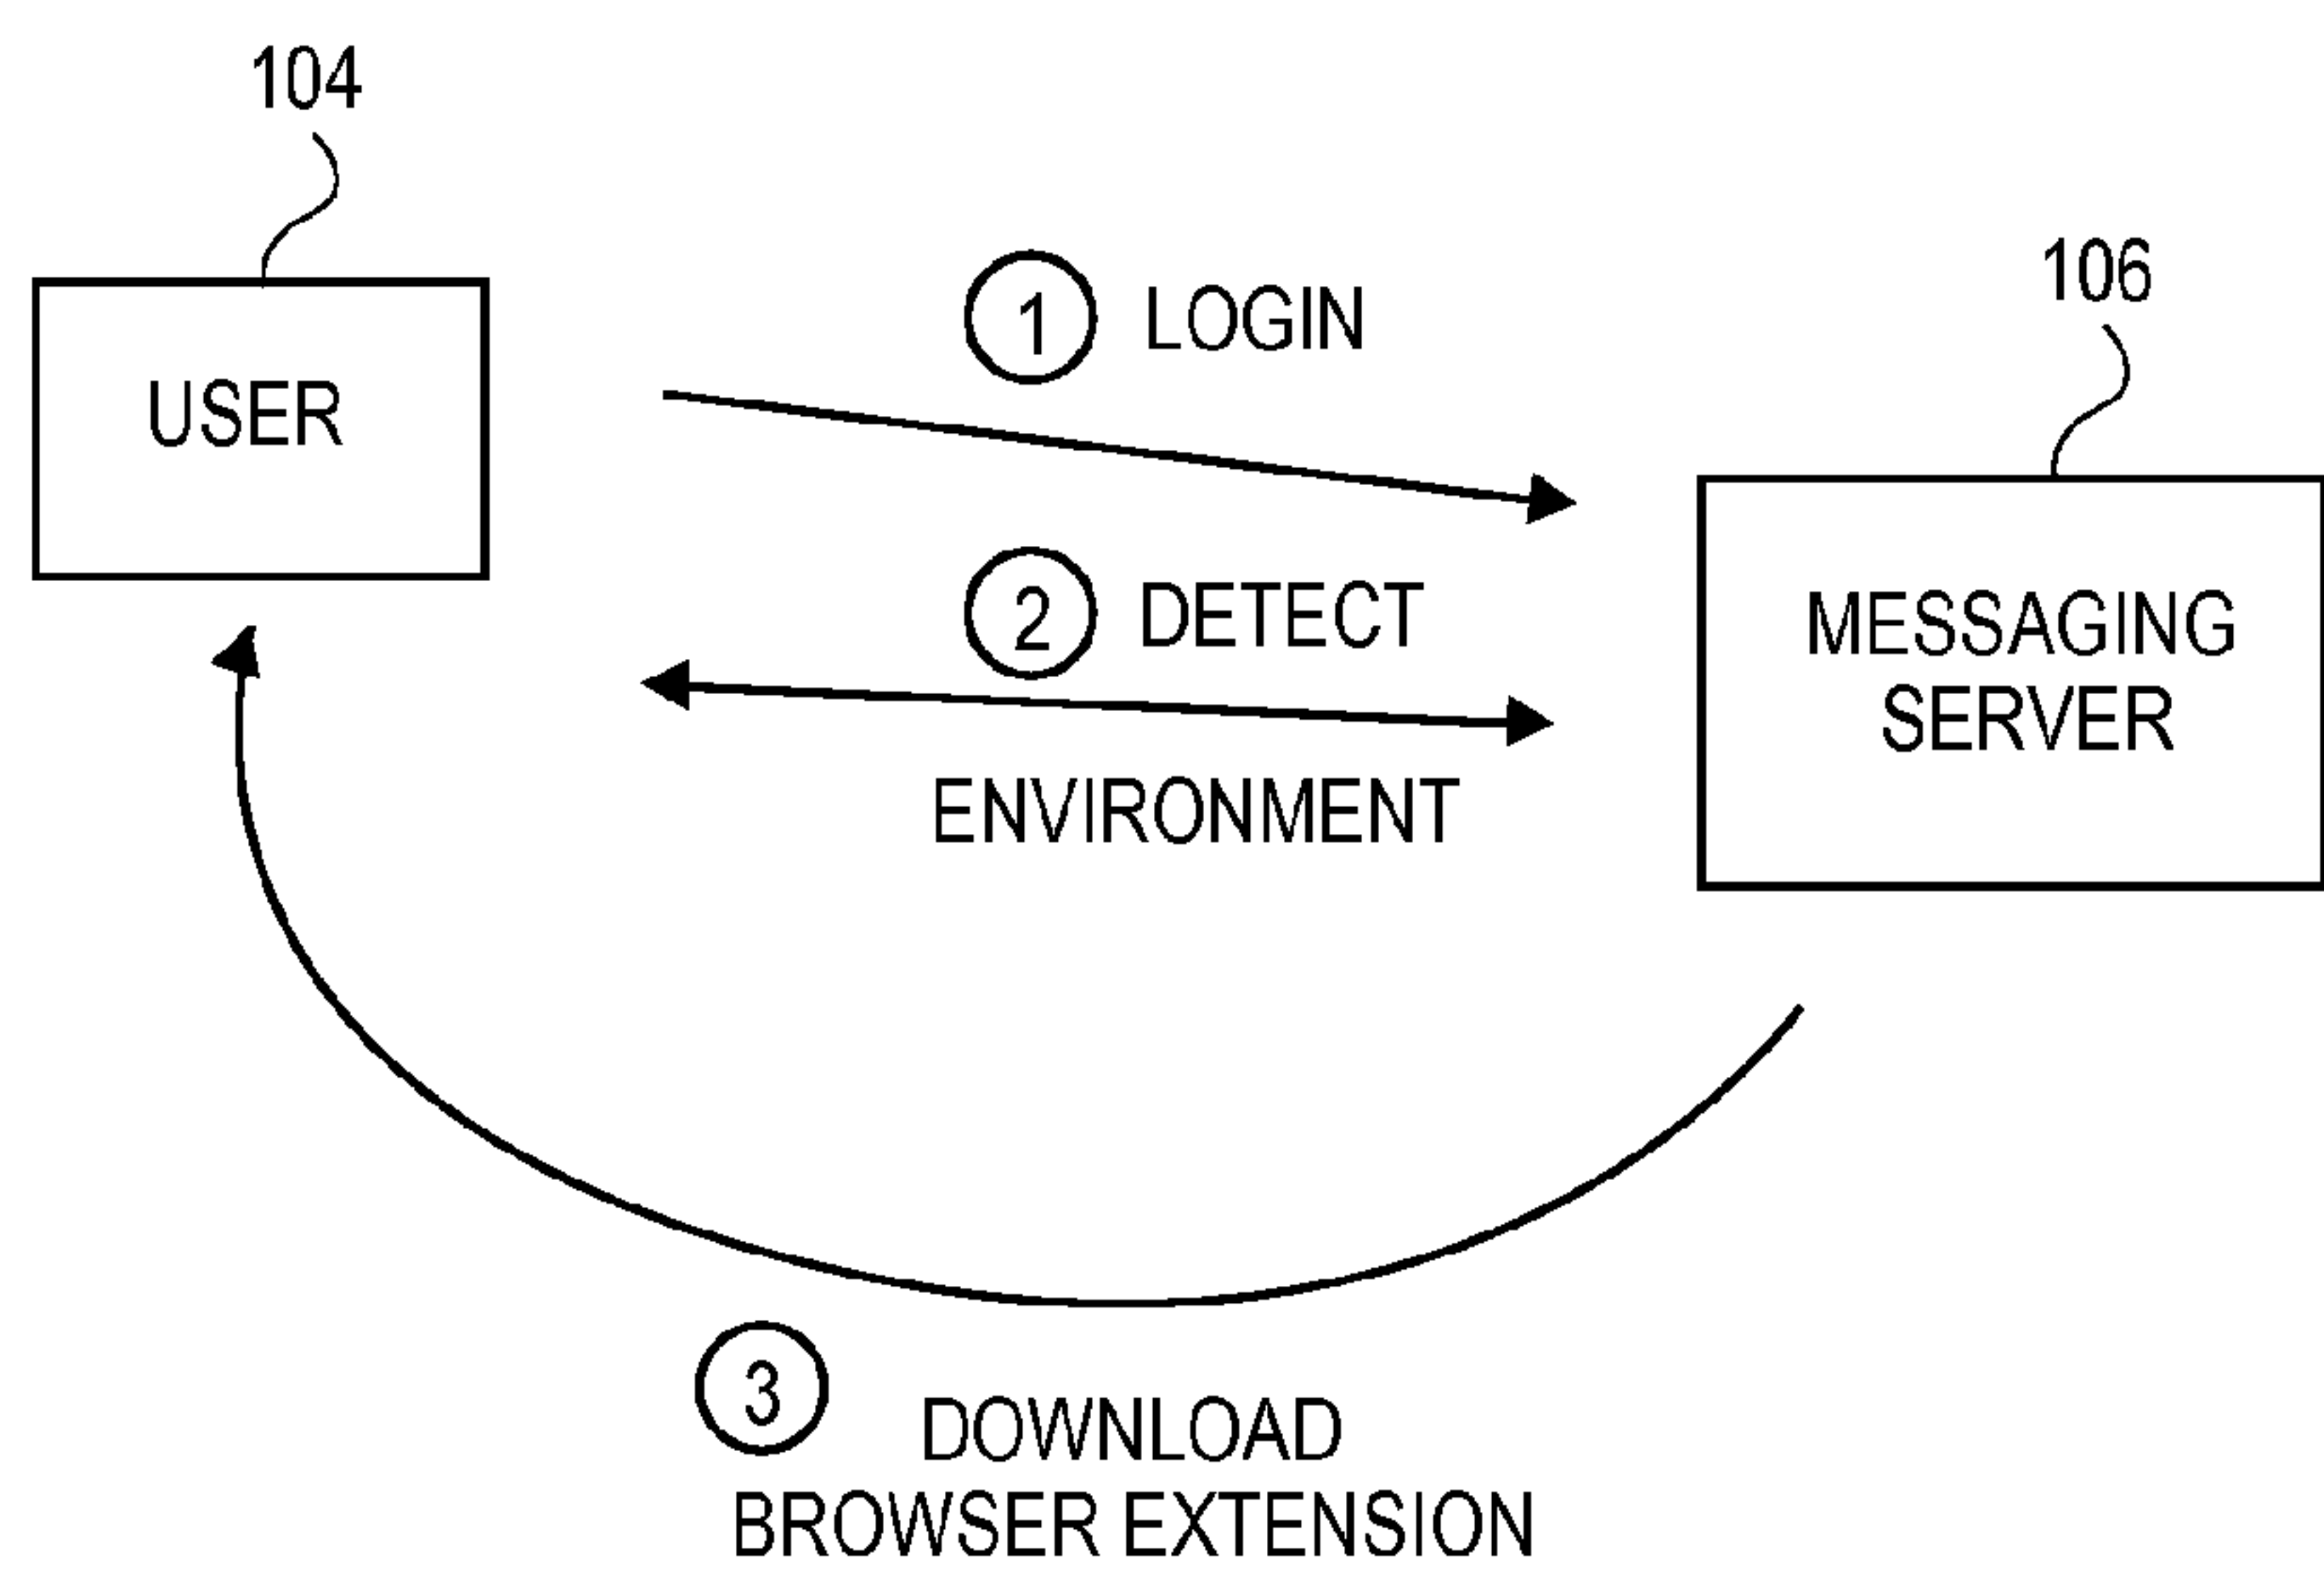 104
USER
1 LOGIN
106
2 DETECT
ENVIRONMENT
MESSAGING
SERVER
3 DOWNLOAD
BROWSER EXTENSION